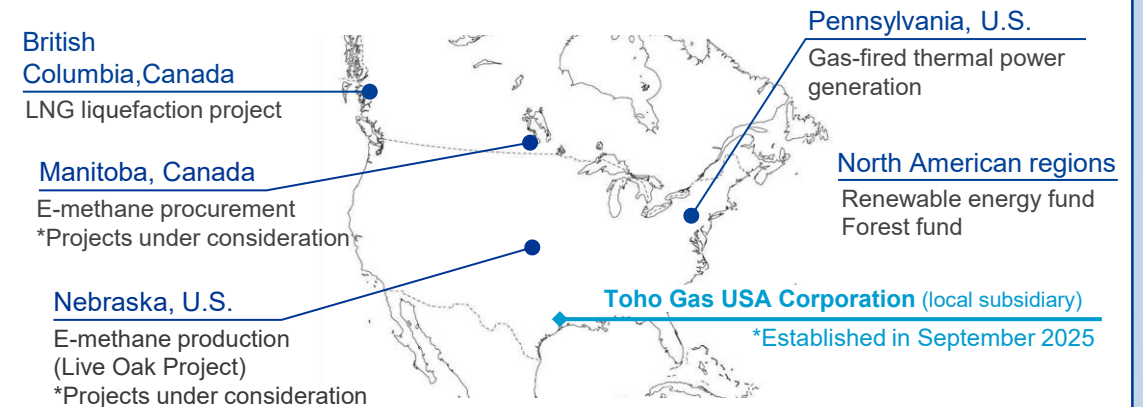 British
Columbia,Canada
LNG liquefaction project
Manitoba, Canada
E-methane procurement
*Projects under consideration
Nebraska, U.S.
E-methane production
(Live Oak Project)
*Projects under consideration
Pennsylvania, U.S.
Gas-fired thermal power
generation
North American regions
Renewable energy fund
Forest fund
Toho Gas USA Corporation (local subsidiary)
*Established in September 2025